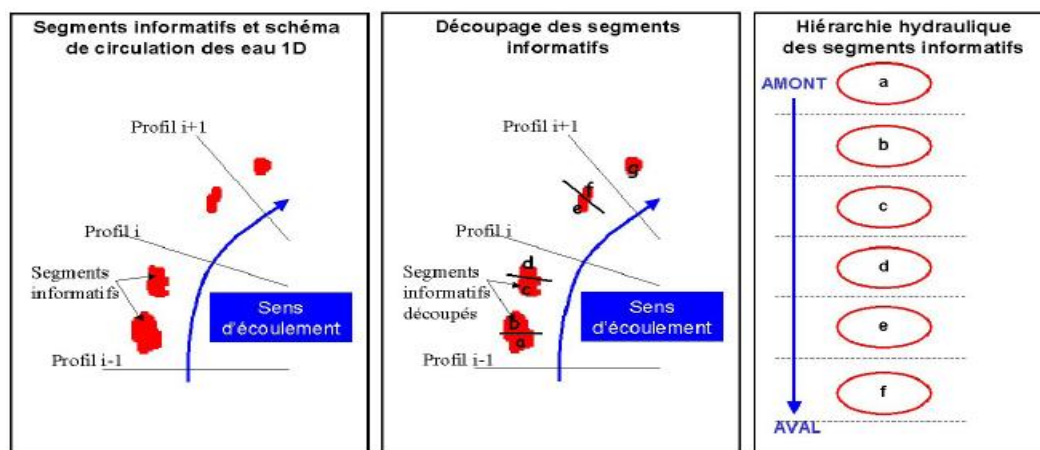 Segments informatifs et schéma
de circulation des eau 1D
Profil i+1
Profil i
Segments
informatifs
Sens
d'écoulement
Profil i-1
Découpage des segments
informatifs
Profil i+1
g
f
e
Profil i
d
Segments
informatifs
découpés
c
b
a
Sens
d'écoulement
Profil i-1
Hiérarchie hydraulique
des segments informatifs
AMONT
a
b
c
d
e
f
AVAL